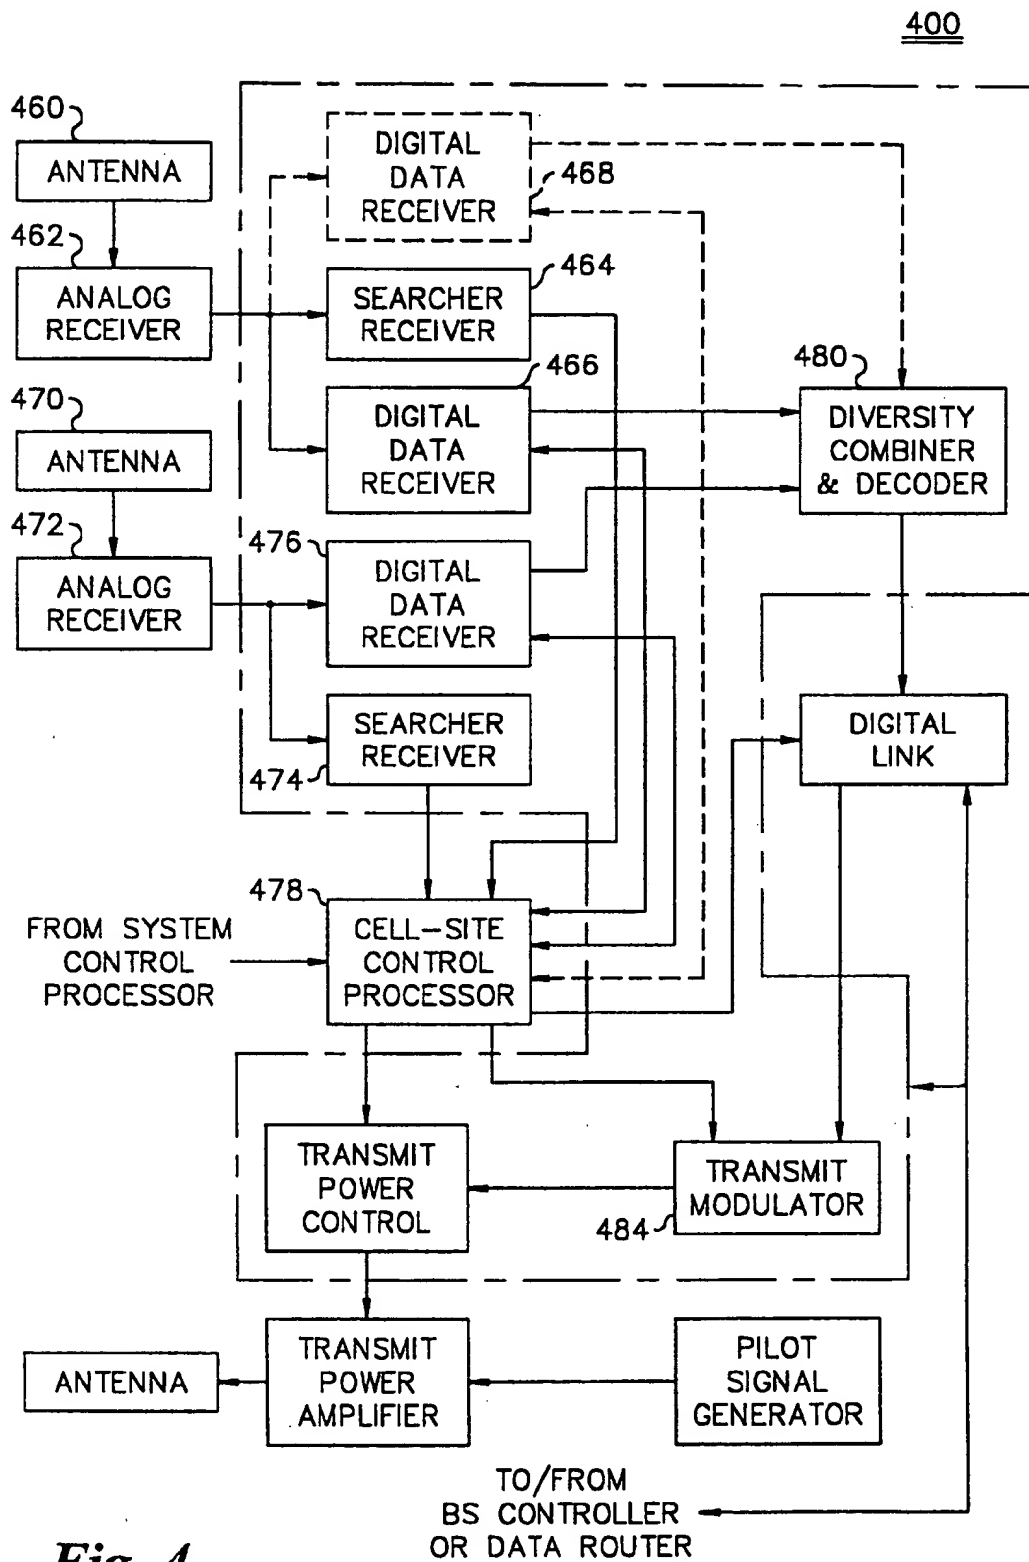 400
460
ANTENNA
462
ANALOG
RECEIVER
470
ANTENNA
472
ANALOG
RECEIVER
DIGITAL
DATA
RECEIVER
468
SEARCHER
RECEIVER
464
466
DIGITAL
DATA
RECEIVER
476
DIGITAL
DATA
RECEIVER
SEARCHER
RECEIVER
474
480
DIVERSITY
COMBINER
& DECODER
DIGITAL
LINK
478
FROM SYSTEM
CONTROL
PROCESSOR
CELL-SITE
CONTROL
PROCESSOR
TRANSMIT
POWER
CONTROL
TRANSMIT
MODULATOR
484
ANTENNA
TRANSMIT
POWER
AMPLIFIER
PILOT
SIGNAL
GENERATOR
TO/FROM
BS CONTROLLER
OR DATA ROUTER
Fig. 4